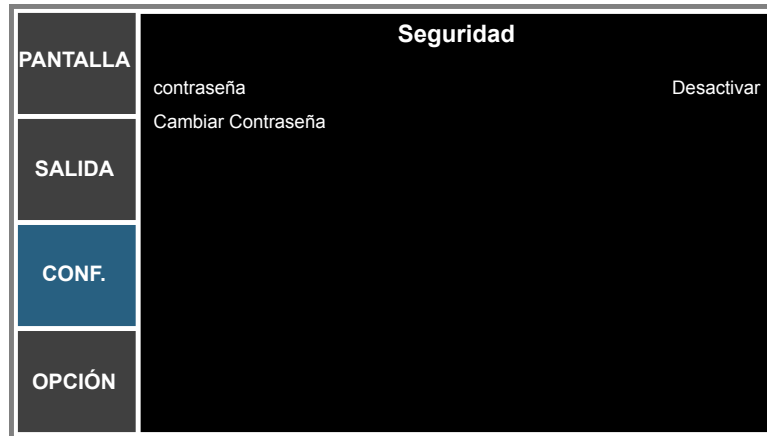 PANTALLA
SALIDA
CONF.
OPCIÓN
Seguridad
contraseña Desactivar
Cambiar Contraseña